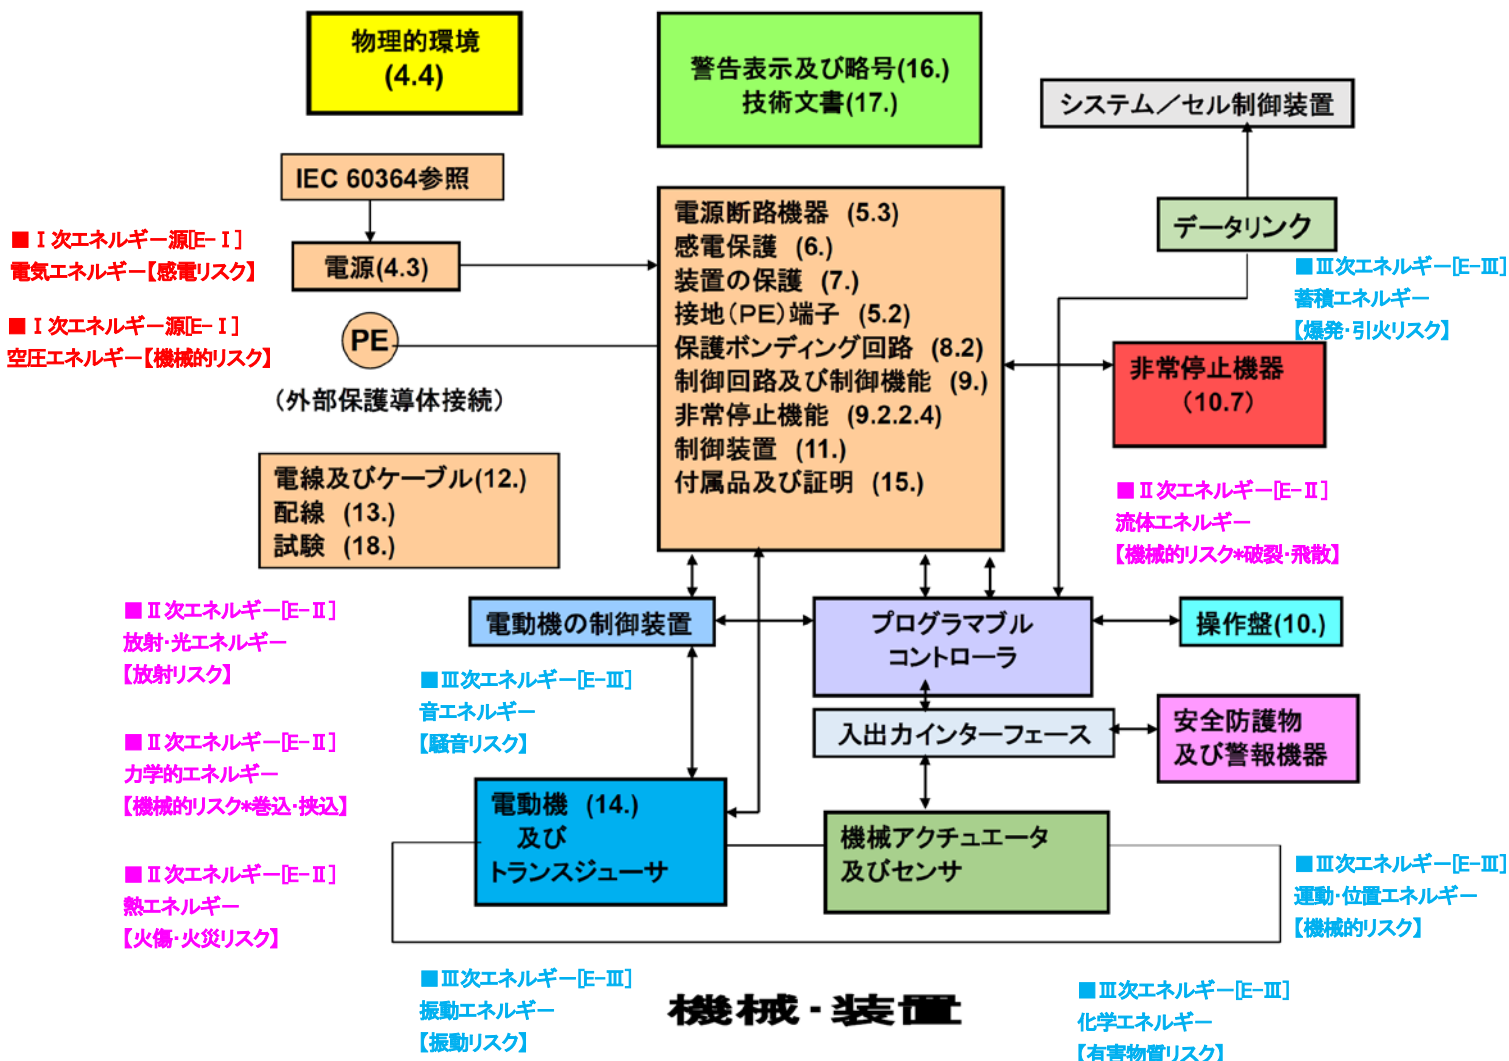 物理的環境
(4.4)
警告表示及び略号(16.)
技術文書(17.)
システム／セル制御装置
IEC 60364参照
データリンク
電源(4.3)
■Ⅰ次エネルギー源[E-Ⅰ]
電気エネルギー【感電リスク】
■Ⅰ次エネルギー源[E-Ⅰ]
空圧エネルギー【機械的リスク】
PE
(外部保護導体接続)
電源断路機器 (5.3)
感電保護 (6.)
装置の保護 (7.)
接地(PE)端子 (5.2)
保護ボンディング回路 (8.2)
制御回路及び制御機能 (9.)
非常停止機能 (9.2.2.4)
制御装置 (11.)
付属品及び証明 (15.)
■Ⅲ次エネルギー[E-Ⅲ]
蓄積エネルギー
【爆発・引火リスク】
非常停止機器
(10.7)
電線及びケーブル(12.)
配線 (13.)
試験 (18.)
■Ⅱ次エネルギー[E-Ⅱ]
流体エネルギー
【機械的リスク*破裂・飛散】
■Ⅱ次エネルギー[E-Ⅱ]
放射・光エネルギー
【放射リスク】
電動機の制御装置
プログラマブル
コントローラ
操作盤(10.)
■Ⅲ次エネルギー[E-Ⅲ]
音エネルギー
【騒音リスク】
入出力インターフェース
安全防護物
及び警報機器
■Ⅱ次エネルギー[E-Ⅱ]
力学的エネルギー
【機械的リスク*巻込・挟込】
電動機 (14.)
及び
トランスジューサ
機械アクチュエータ
及びセンサ
■Ⅱ次エネルギー[E-Ⅱ]
熱エネルギー
【火傷・火災リスク】
■Ⅲ次エネルギー[E-Ⅲ]
運動・位置エネルギー
【機械的リスク】
■Ⅲ次エネルギー[E-Ⅲ]
振動エネルギー
【振動リスク】
機械・装置
■Ⅲ次エネルギー[E-Ⅲ]
化学エネルギー
【有害物質リスク】